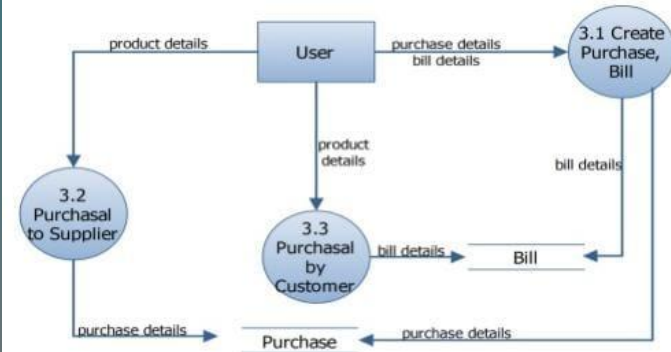 product details
User
purchase details
bill details
3.1 Create
Purchase,
Bill
product
details
bill details
3.2
Purchasal
to Supplier
3.3
Purchasal
by
Customer
bill details
Bill
purchase details
Purchase
purchase details